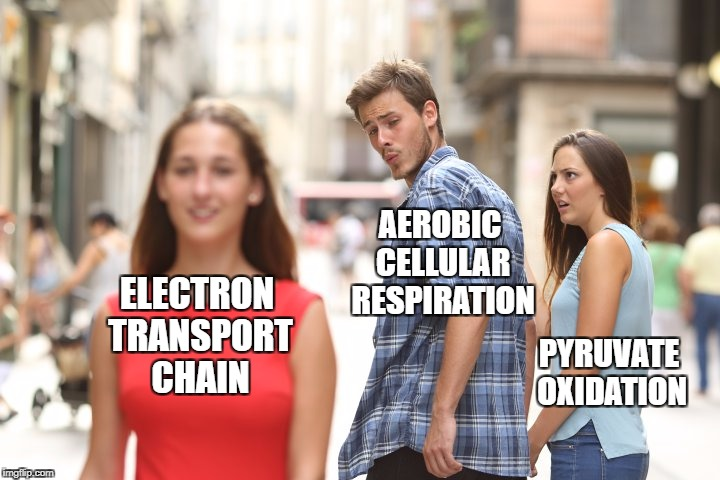 AEROBIC
CELLULAR
RESPIRATION
ELECTRON
TRANSPORT
CHAIN
PYRUVATE
OXIDATION
imgflip.com